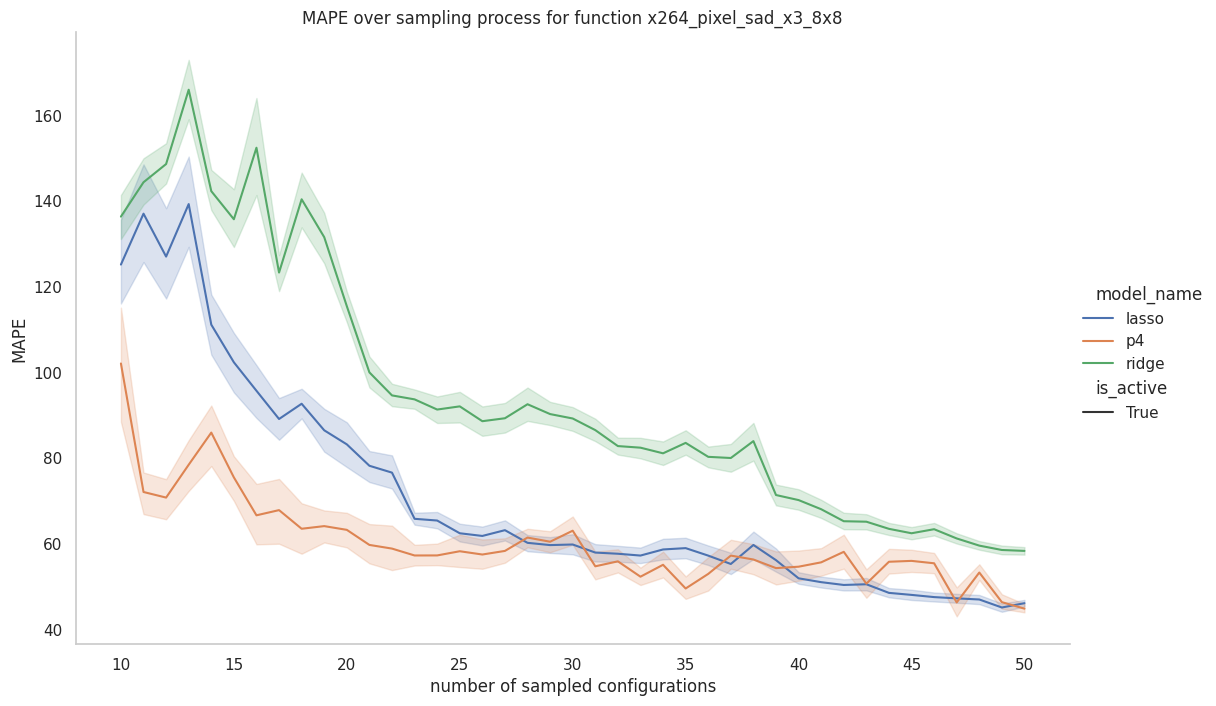 MAPE over sampling process for function x264_pixel_sad_x3_8x8
MAPE
160
140
120
100
80
60
40
10 15 20 25 30 35 40 45 50
number of sampled configurations
model_name
lasso
p4
ridge
is_active
True